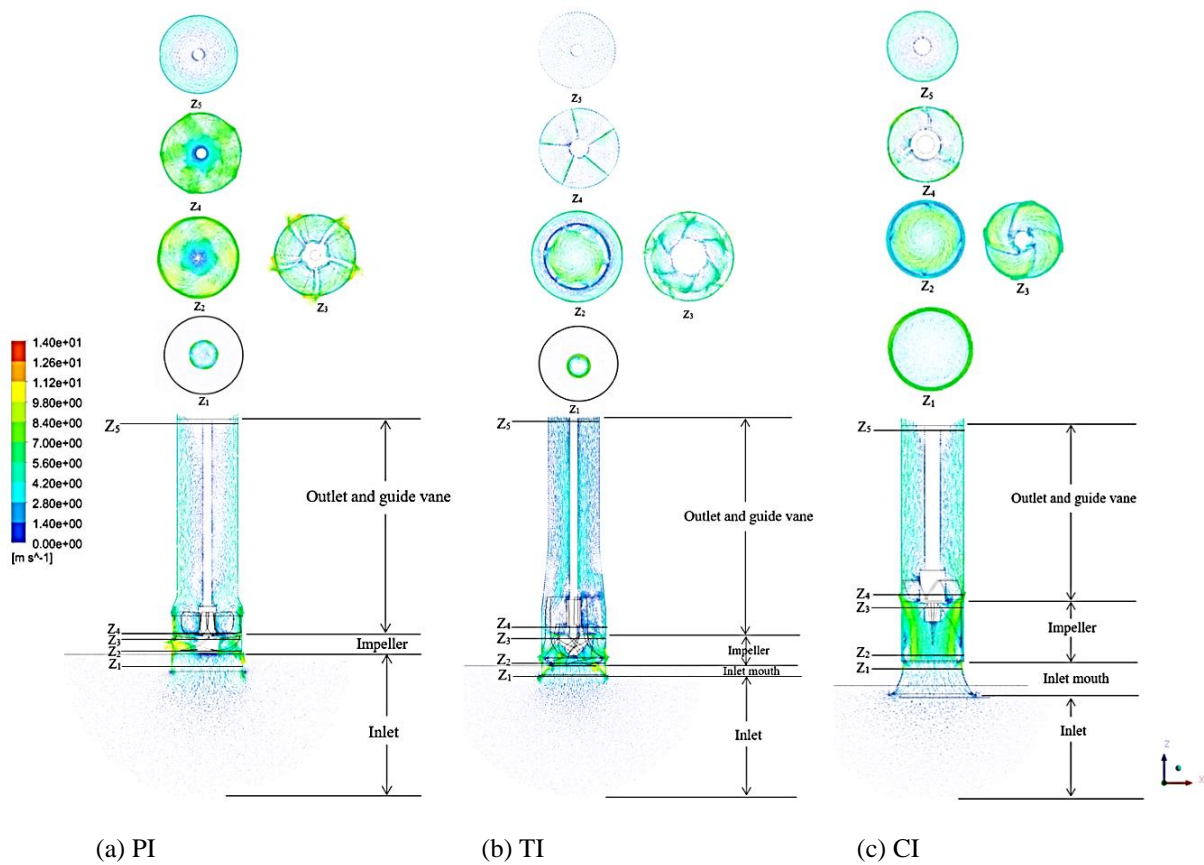 Z5
Z4
Z2
Z3
Z1
Z5
Z4
Z2
Z3
Z1
Z5
Z4
Z2
Z3
Z1
1.40e+01
1.26e+01
1.12e+01
9.80e+00
8.40e+00
7.00e+00
5.60e+00
4.20e+00
2.80e+00
1.40e+00
0.00e+00
[m s^-1]
Z5
Z4
Z3
Z2
Z1
Outlet and guide vane
Impeller
Inlet
Z5
Z4
Z3
Z2
Z1
Outlet and guide vane
Impeller
Inlet mouth
Inlet
Z5
Z4
Z3
Z2
Z1
Outlet and guide vane
Impeller
Inlet mouth
Inlet
Z
X
(a) PI
(b) TI
(c) CI